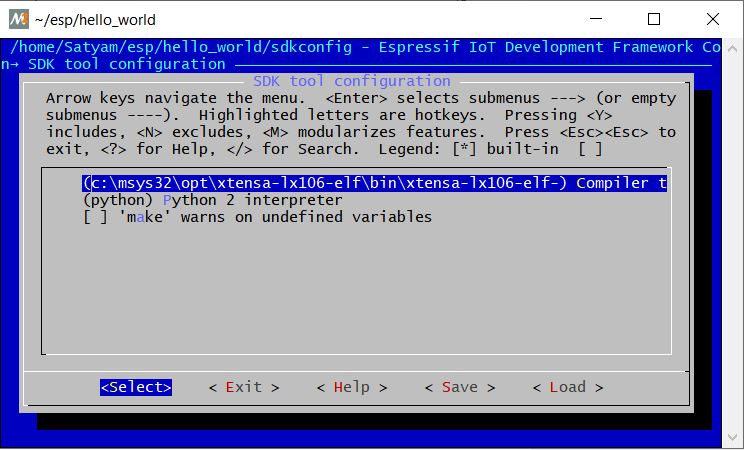 ~/esp/hello_world
/home/Satyam/esp/hello_world/sdkconfig - Espressif IoT Development Framework Co
n→ SDK tool configuration
SDK tool configuration
Arrow keys navigate the menu.  <Enter> selects submenus ---> (or empty
submenus ----).  Highlighted letters are hotkeys.  Pressing <Y>
includes, <N> excludes, <M> modularizes features.  Press <Esc><Esc> to
exit, <?> for Help, </> for Search.  Legend: [*] built-in  [ ]
(c:\msys32\opt\xtensa-lx106-elf\bin\xtensa-lx106-elf-) Compiler t
(python) Python 2 interpreter
[ ] 'make' warns on undefined variables
<Select>    < Exit >    < Help >    < Save >    < Load >